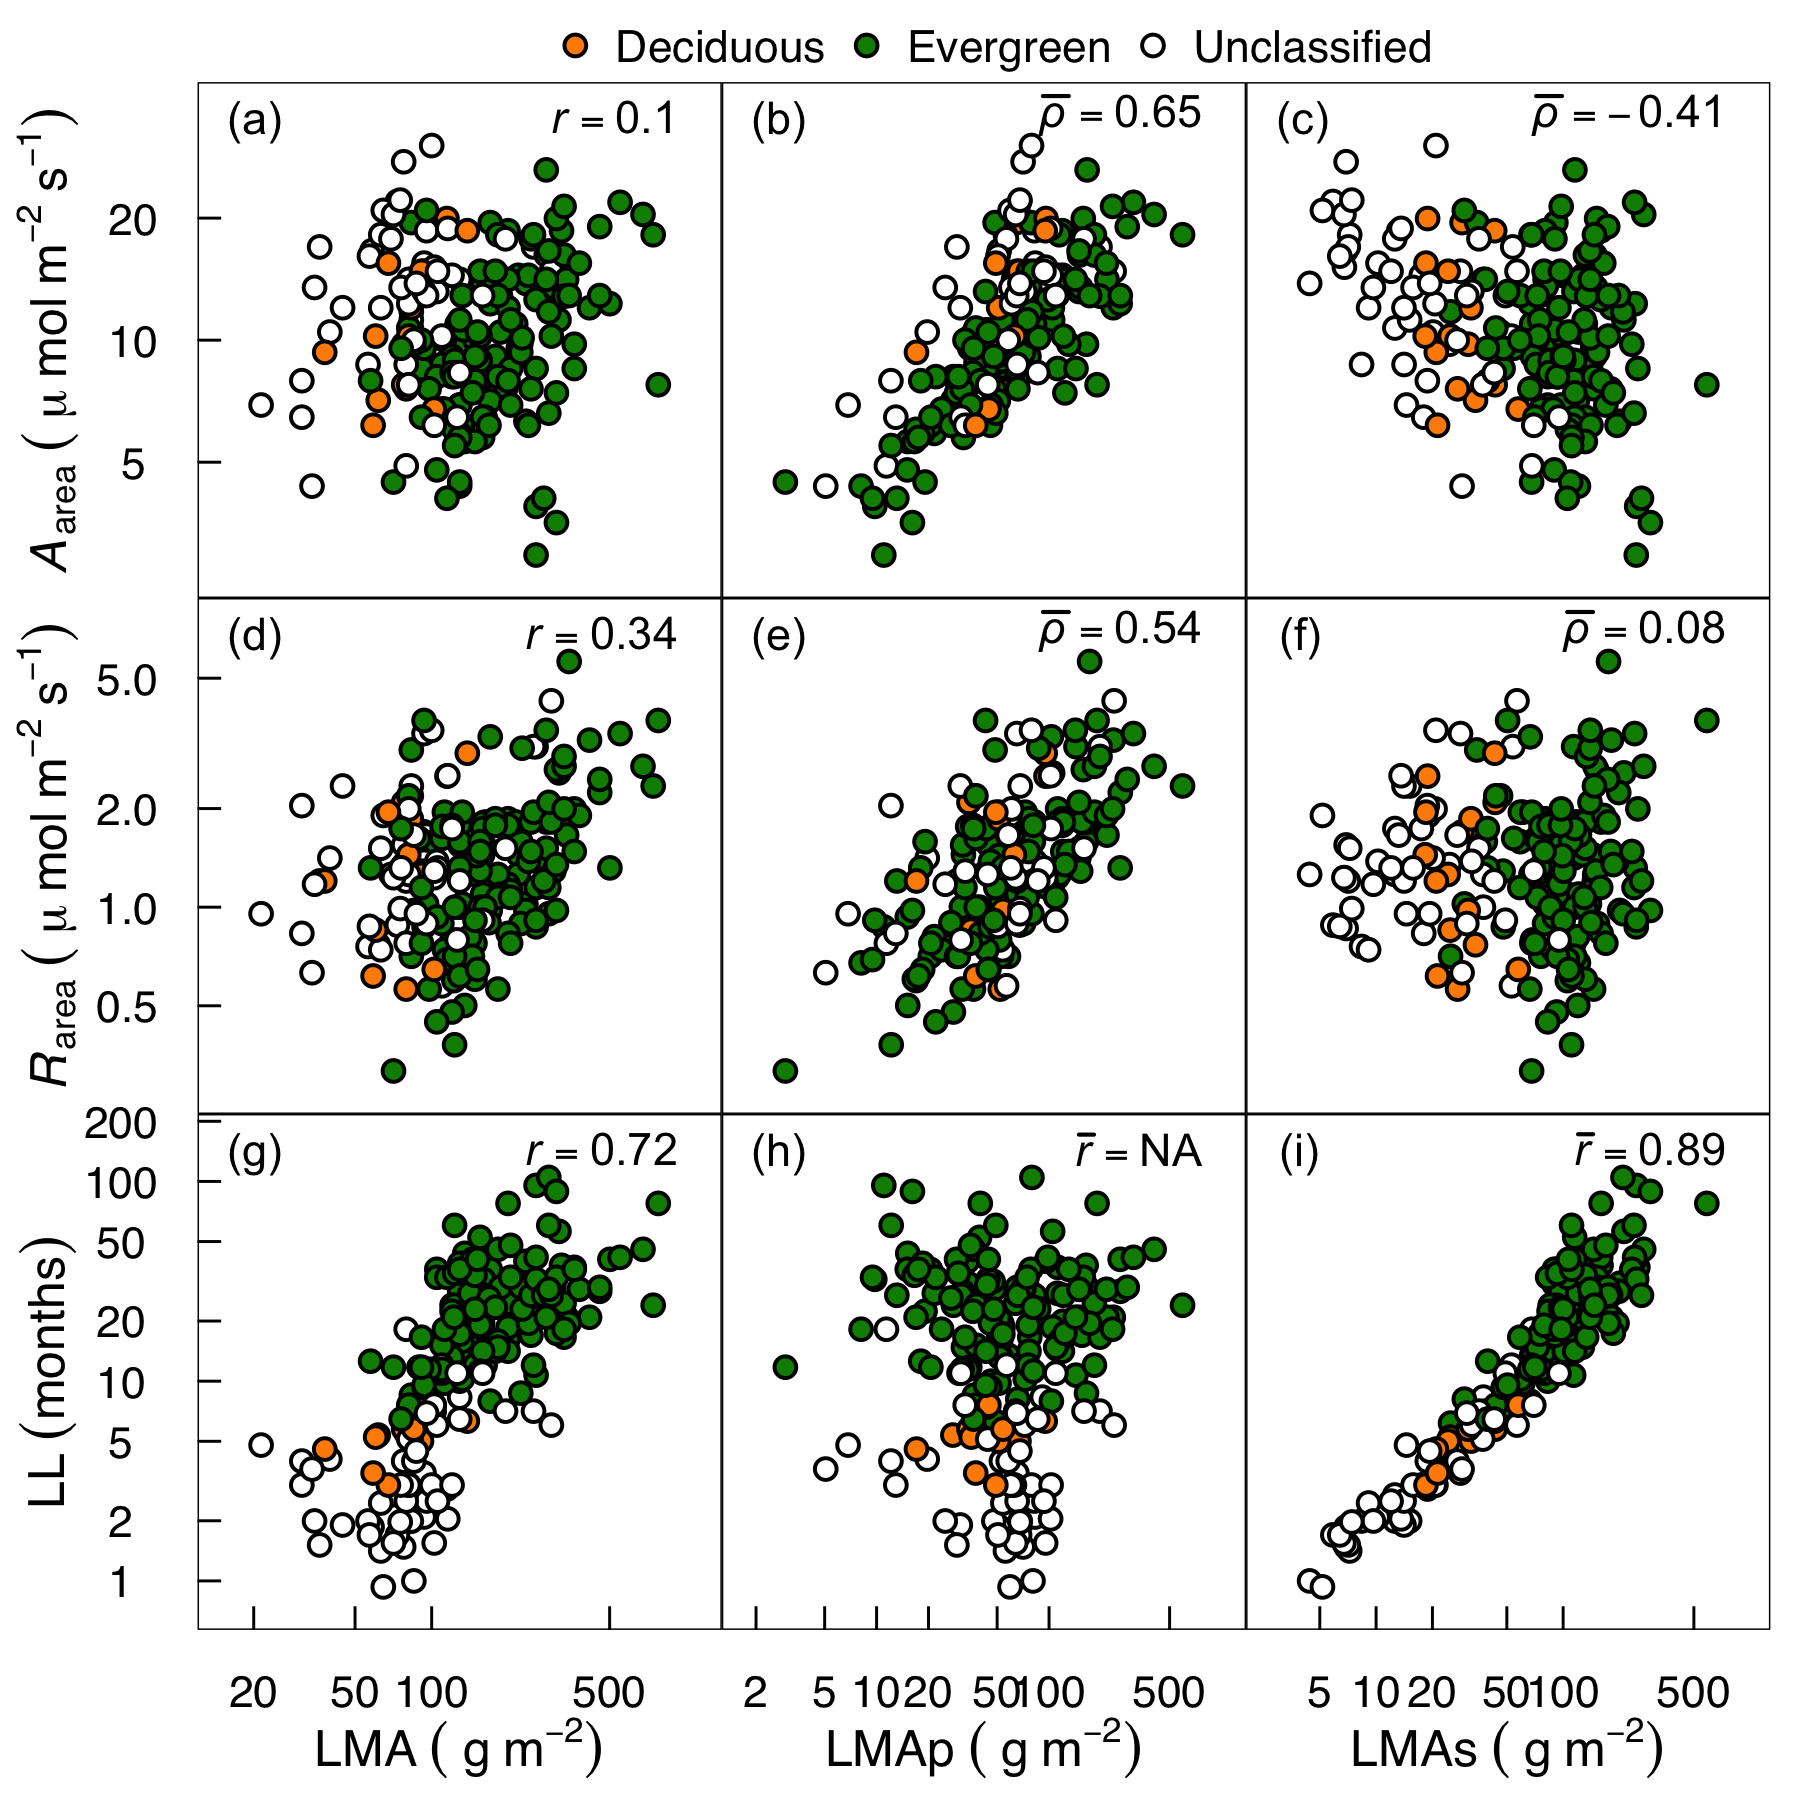 Deciduous Evergreen Unclassified
(a) r = 0.1
(b) ρ̅ = 0.65
(c) ρ̅ = −0.41
A_area ( μ mol m⁻² s⁻¹)
20
10
5
(d) r = 0.34
(e) ρ̅ = 0.54
(f) ρ̅ = 0.08
R_area ( μ mol m⁻² s⁻¹)
5.0
2.0
1.0
0.5
(g) r = 0.72
(h) r̅ = NA
(i) r̅ = 0.89
LL (months)
200
100
50
20
10
5
2
1
20 50 100 500
2 5 10 20 50 100 500
5 10 20 50 100 500
LMA ( g m⁻²)
LMAp ( g m⁻²)
LMAs ( g m⁻²)